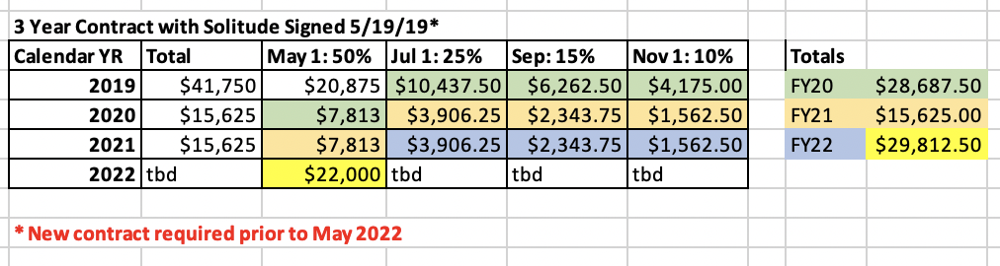 3 Year Contract with Solitude Signed 5/19/19*
Calendar YR Total May 1: 50% Jul 1: 25% Sep: 15% Nov 1: 10% Totals
2019 $41,750 $20,875 $10,437.50 $6,262.50 $4,175.00 FY20 $28,687.50
2020 $15,625 $7,813 $3,906.25 $2,343.75 $1,562.50 FY21 $15,625.00
2021 $15,625 $7,813 $3,906.25 $2,343.75 $1,562.50 FY22 $29,812.50
2022 tbd $22,000 tbd tbd tbd
* New contract required prior to May 2022